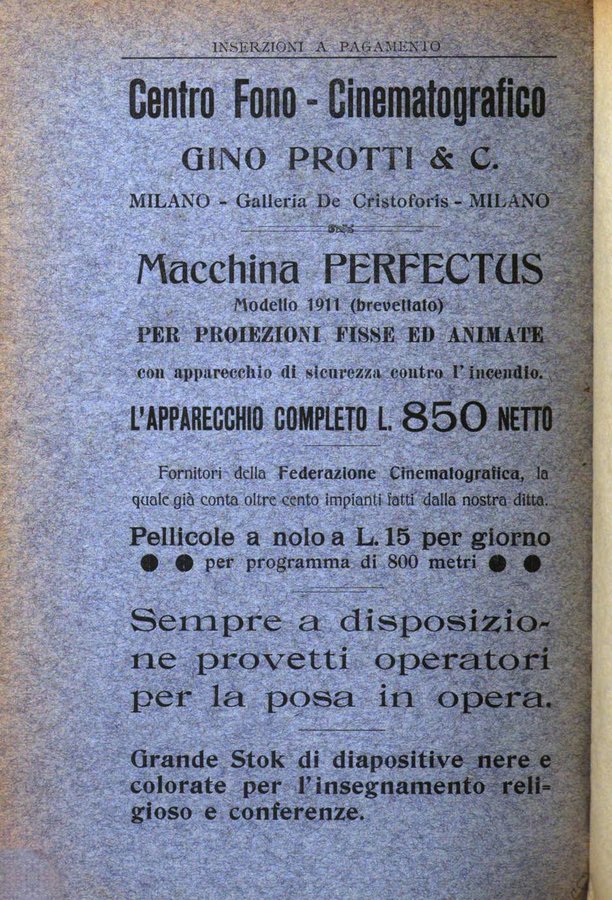 INSERZIONI A PAGAMENTO
Centro Fono - Cinematografico
GINO PROTTI & C.
MILANO - Galleria De Cristoforis - MILANO
Macchina PERFECTUS
Modello 1911 (brevettato)
PER PROIEZIONI FISSE ED ANIMATE
con apparecchio di sicurezza contro l'incendio.
L'APPARECCHIO COMPLETO L. 850 NETTO
Fornitori della Federazione Cinematografica, la
quale già conta oltre cento impianti fatti dalla nostra ditta.
Pellicole a nolo a L. 15 per giorno
● ● per programma di 800 metri ● ●
Sempre a disposizio-
ne provetti operatori
per la posa in opera.
Grande Stok di diapositive nere e
colorate per l'insegnamento reli=
gioso e conferenze.